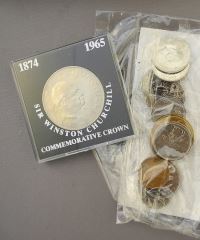 1874
1965
SIR WINSTON CHURCHILL
COMMEMORATIVE CROWN